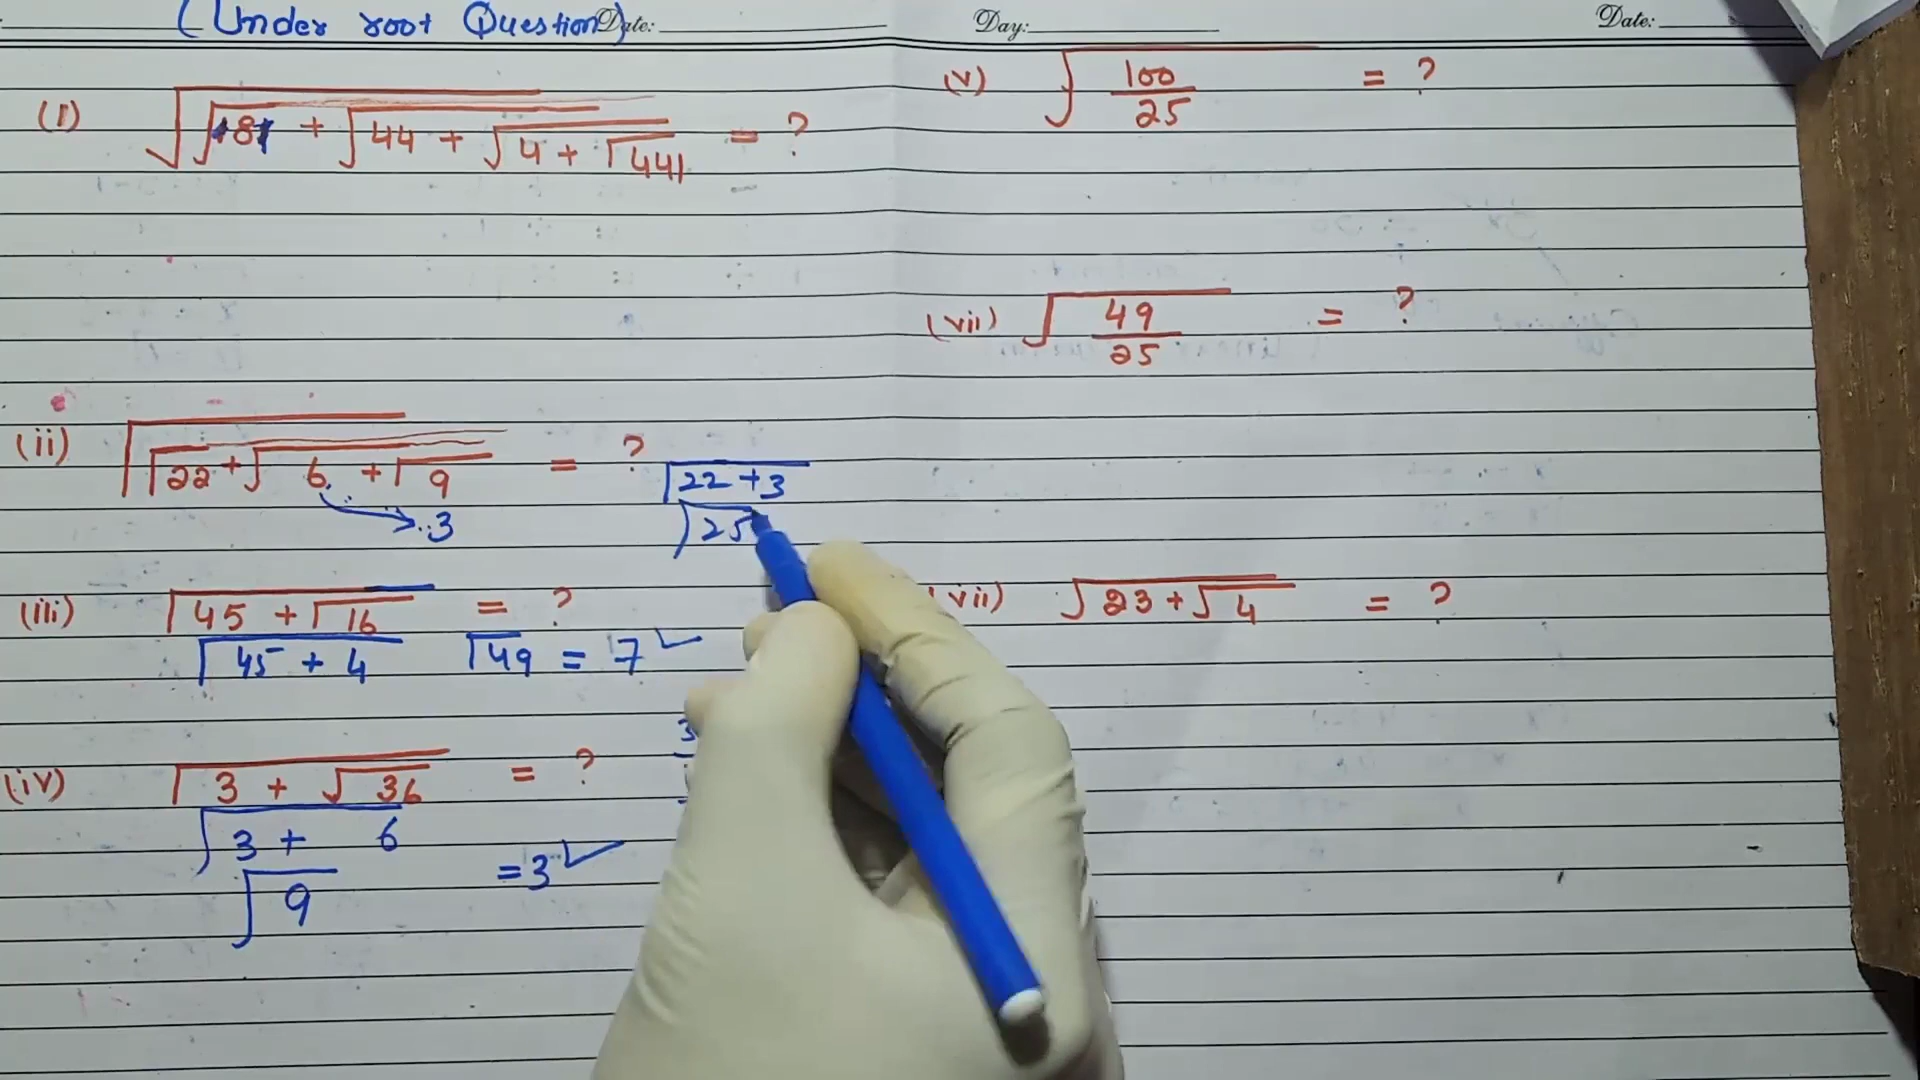 (Under root Question) Date:
(I) √√81 + √44 + √4 + √441 = ?
(ii) √√22 + √6 + √9 = ?
3
√22 + 3
√25
(iii) √45 + √16 = ?
√45 + 4 √49 = 7 ✓
(iv) √3 + √36 = ?
√3 + 6
√9 = 3 ✓
3
Day: Date:
(v) √100/25 = ?
(vii) √49/25 = ?
vii) √23 + √4 = ?